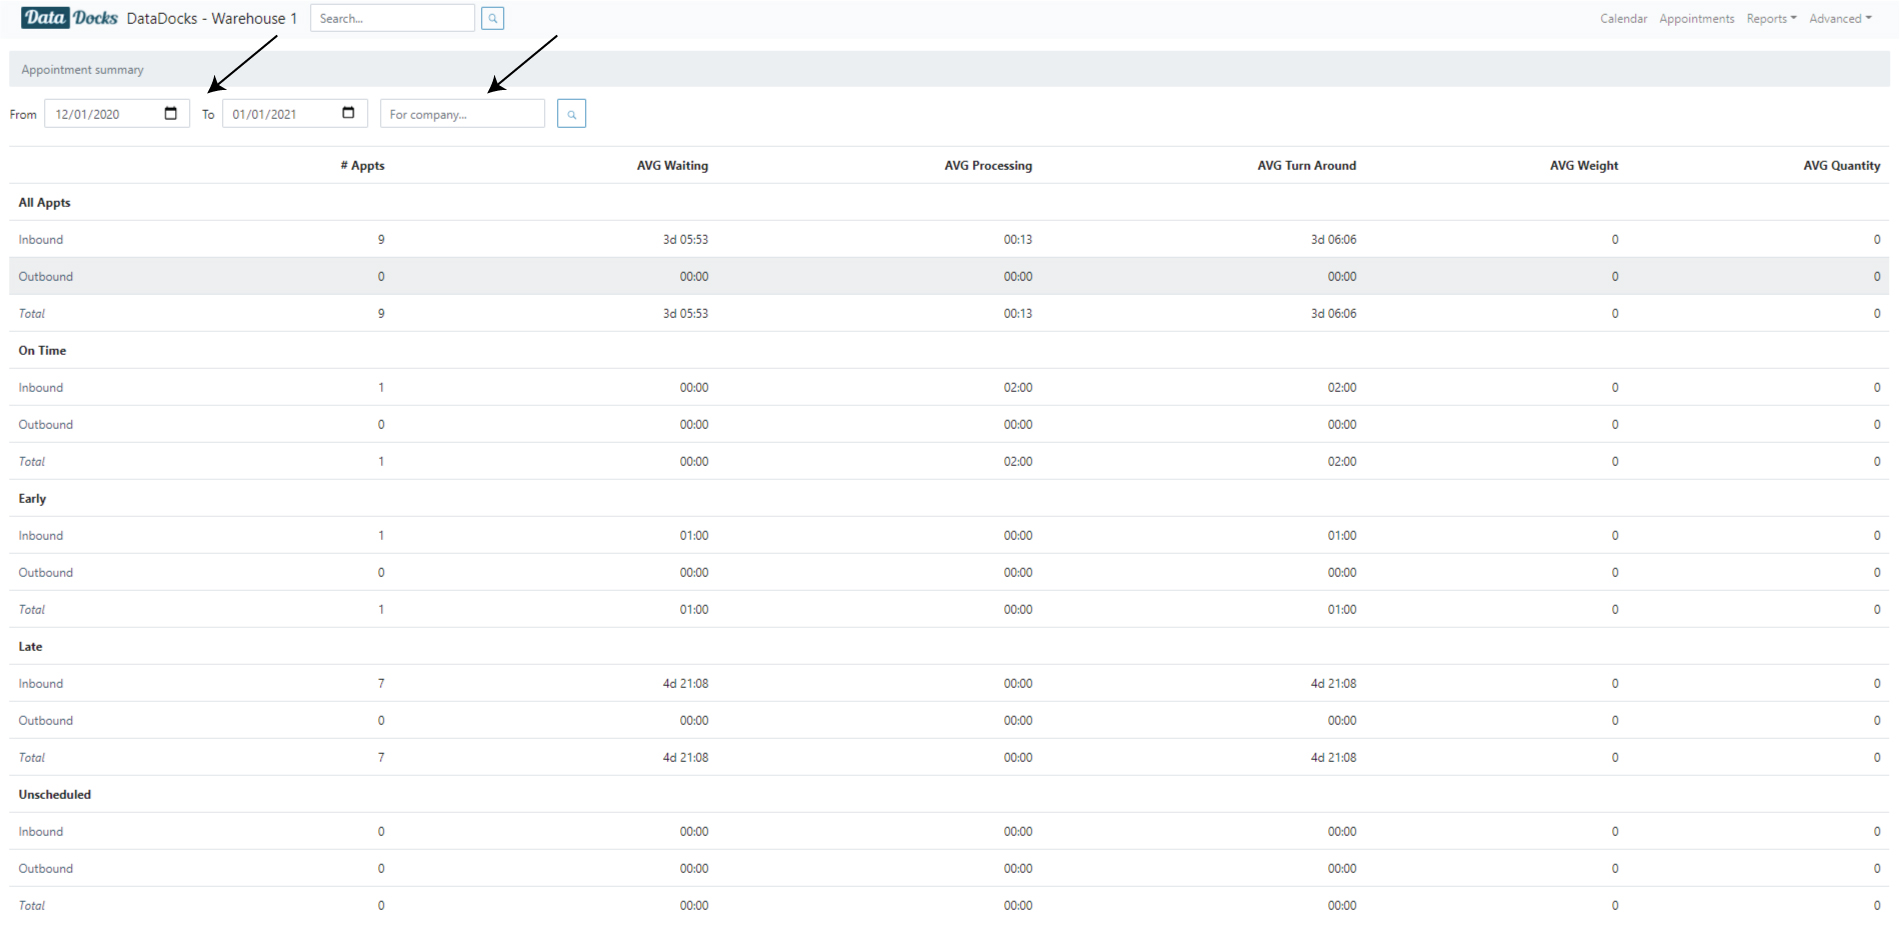 Data Docks DataDocks - Warehouse 1 Search... Calendar Appointments Reports Advanced
Appointment summary
From 12/01/2020 To 01/01/2021 For company...
# Appts AVG Waiting AVG Processing AVG Turn Around AVG Weight AVG Quantity
All Appts
Inbound 9 3d 05:53 00:13 3d 06:06 0 0
Outbound 0 00:00 00:00 00:00 0 0
Total 9 3d 05:53 00:13 3d 06:06 0 0
On Time
Inbound 1 00:00 02:00 02:00 0 0
Outbound 0 00:00 00:00 00:00 0 0
Total 1 00:00 02:00 02:00 0 0
Early
Inbound 1 01:00 00:00 01:00 0 0
Outbound 0 00:00 00:00 00:00 0 0
Total 1 01:00 00:00 01:00 0 0
Late
Inbound 7 4d 21:08 00:00 4d 21:08 0 0
Outbound 0 00:00 00:00 00:00 0 0
Total 7 4d 21:08 00:00 4d 21:08 0 0
Unscheduled
Inbound 0 00:00 00:00 00:00 0 0
Outbound 0 00:00 00:00 00:00 0 0
Total 0 00:00 00:00 00:00 0 0